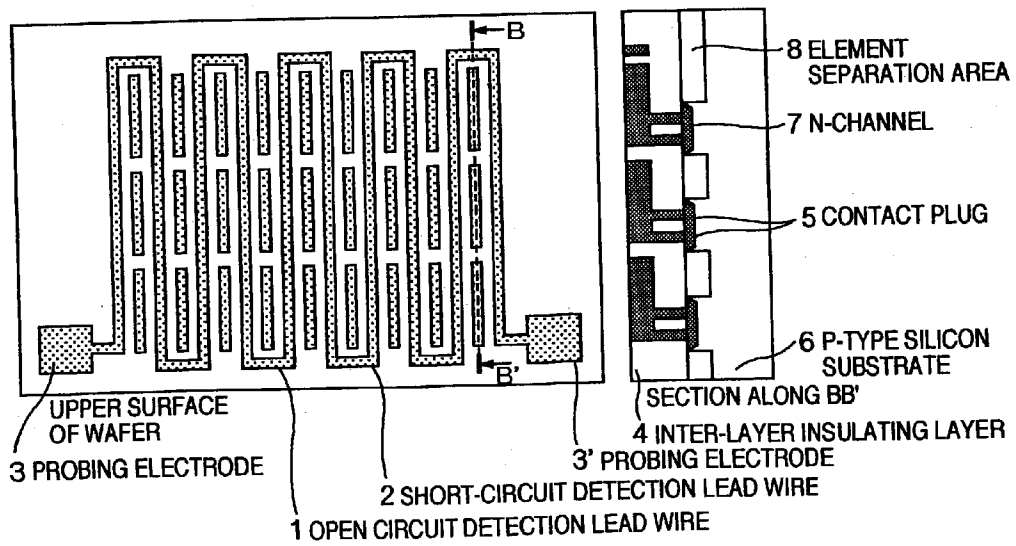 B
B'
UPPER SURFACE
OF WAFER
3 PROBING ELECTRODE
3' PROBING ELECTRODE
2 SHORT-CIRCUIT DETECTION LEAD WIRE
1 OPEN CIRCUIT DETECTION LEAD WIRE
8 ELEMENT
SEPARATION AREA
7 N-CHANNEL
5 CONTACT PLUG
6 P-TYPE SILICON
SUBSTRATE
SECTION ALONG BB'
4 INTER-LAYER INSULATING LAYER